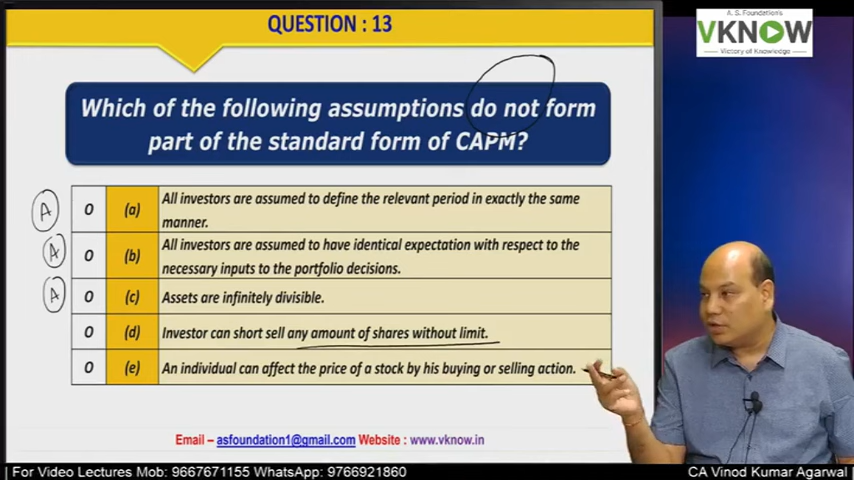 QUESTION : 13
A. S. Foundation's
VKNOW
Victory of Knowledge
Which of the following assumptions do not form
part of the standard form of CAPM?
A O (a) All investors are assumed to define the relevant period in exactly the same
manner.
A O (b) All investors are assumed to have identical expectation with respect to the
necessary inputs to the portfolio decisions.
A O (c) Assets are infinitely divisible.
O (d) Investor can short sell any amount of shares without limit.
O (e) An individual can affect the price of a stock by his buying or selling action.
Email – asfoundation1@gmail.com Website : www.vknow.in
For Video Lectures Mob: 9667671155 WhatsApp: 9766921860
CA Vinod Kumar Agarwal